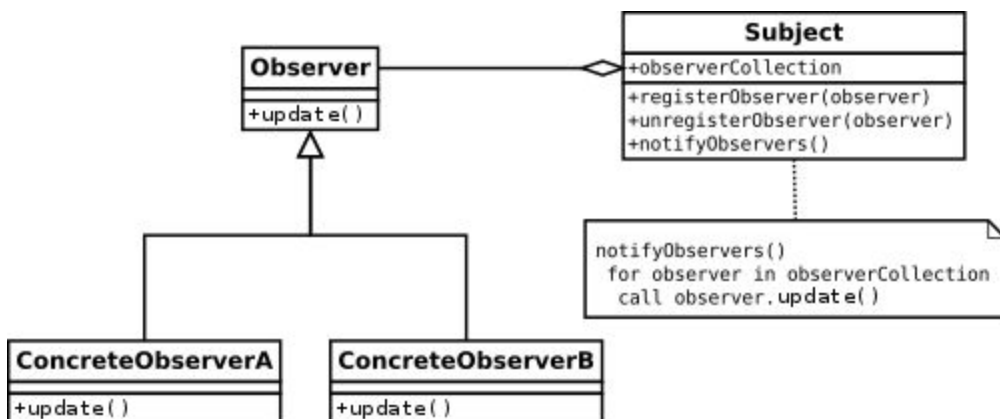 Subject
Observer
+observerCollection
+update()
+registerObserver(observer)
+unregisterObserver(observer)
+notifyObservers()
notifyObservers()
for observer in observerCollection
call observer.update()
ConcreteObserverA
+update()
ConcreteObserverB
+update()